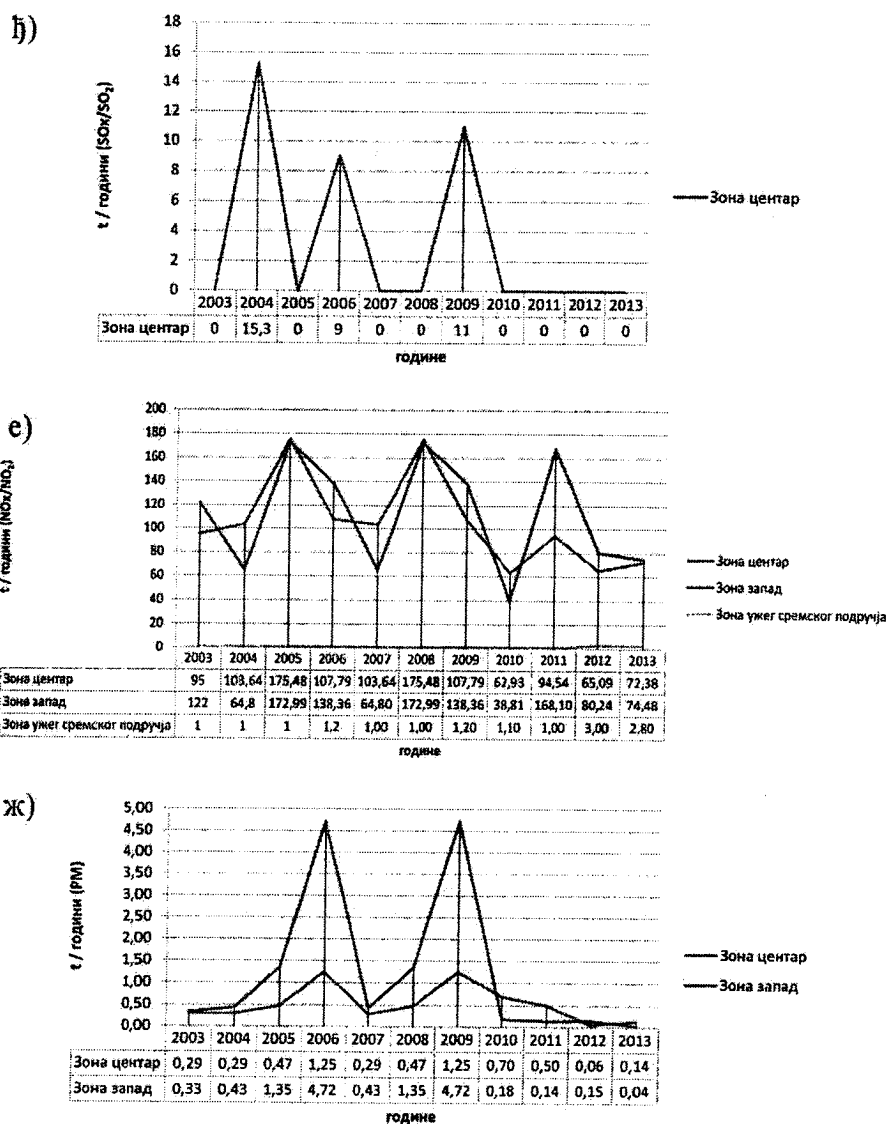 ђ)
18
16
14
12
10
8
6
4
2
0
t / години (SOx/SO₂)
Зона центар
2003 2004 2005 2006 2007 2008 2009 2010 2011 2012 2013
Зона центар 0 15,3 0 9 0 0 11 0 0 0 0
године
е)
200
180
160
140
120
100
80
60
40
20
0
t / години (NOx/NO₂)
Зона центар
Зона запад
Зона ужег сремског подручја
2003 2004 2005 2006 2007 2008 2009 2010 2011 2012 2013
Зона центар 95 103,64 175,48 107,79 103,64 175,48 107,79 62,93 94,54 65,09 72,38
Зона запад 122 64,8 172,99 138,36 64,80 172,99 138,36 38,81 168,10 80,24 74,48
Зона ужег сремског подручја 1 1 1 1,2 1,00 1,00 1,20 1,10 1,00 3,00 2,80
године
ж)
5,00
4,50
4,00
3,50
3,00
2,50
2,00
1,50
1,00
0,50
0,00
t / години (PM)
Зона центар
Зона запад
2003 2004 2005 2006 2007 2008 2009 2010 2011 2012 2013
Зона центар 0,29 0,29 0,47 1,25 0,29 0,47 1,25 0,70 0,50 0,06 0,14
Зона запад 0,33 0,43 1,35 4,72 0,43 1,35 4,72 0,18 0,14 0,15 0,04
године